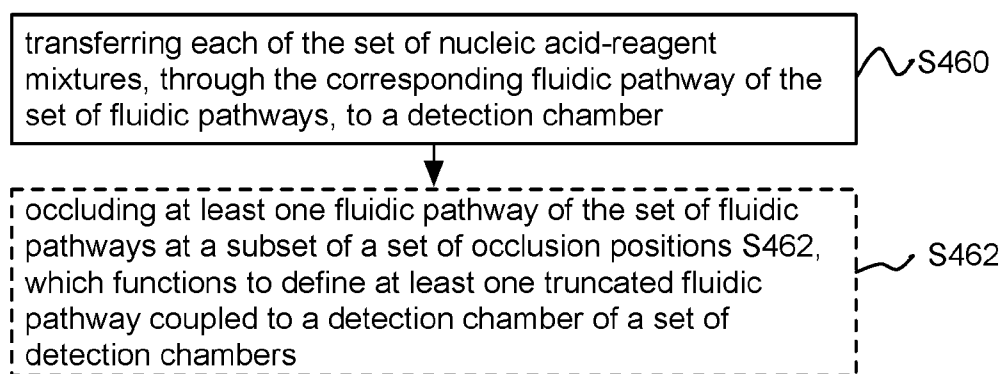 transferring each of the set of nucleic acid-reagent
mixtures, through the corresponding fluidic pathway of the
set of fluidic pathways, to a detection chamber
S460
occluding at least one fluidic pathway of the set of fluidic
pathways at a subset of a set of occlusion positions S462,
which functions to define at least one truncated fluidic
pathway coupled to a detection chamber of a set of
detection chambers
S462